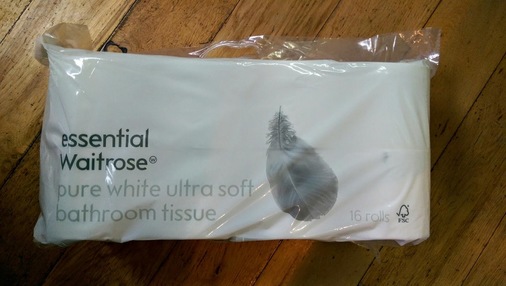 essential
Waitrose
pure white ultra soft
bathroom tissue
16 rolls
FSC